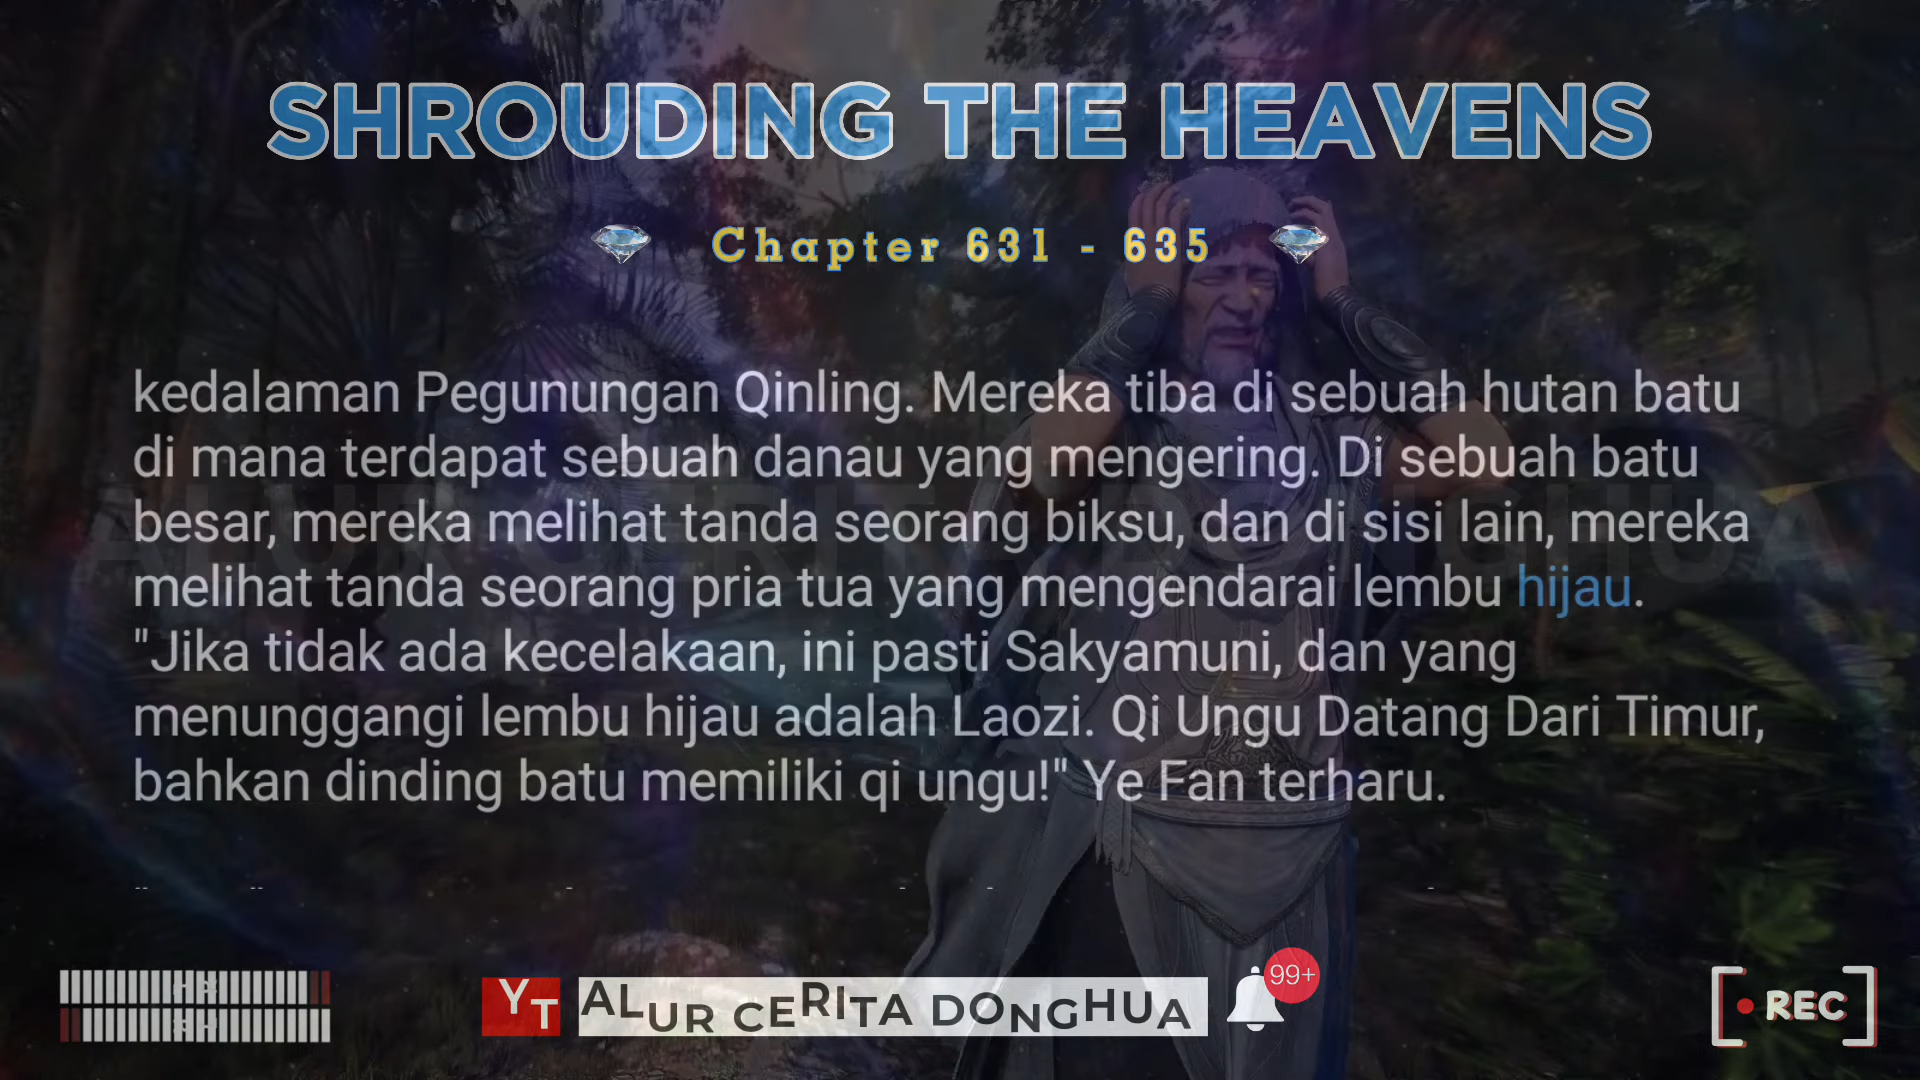 SHROUDING THE HEAVENS
Chapter 631 - 635
kedalaman Pegunungan Qinling. Mereka tiba di sebuah hutan batu
di mana terdapat sebuah danau yang mengering. Di sebuah batu
besar, mereka melihat tanda seorang biksu, dan di sisi lain, mereka
melihat tanda seorang pria tua yang mengendarai lembu hijau.
"Jika tidak ada kecelakaan, ini pasti Sakyamuni, dan yang
menunggangi lembu hijau adalah Laozi. Qi Ungu Datang Dari Timur,
bahkan dinding batu memiliki qi ungu!" Ye Fan terharu.
ALUR CERITA DONGHUA
YT ALUR CERITA DONGHUA 99+
REC